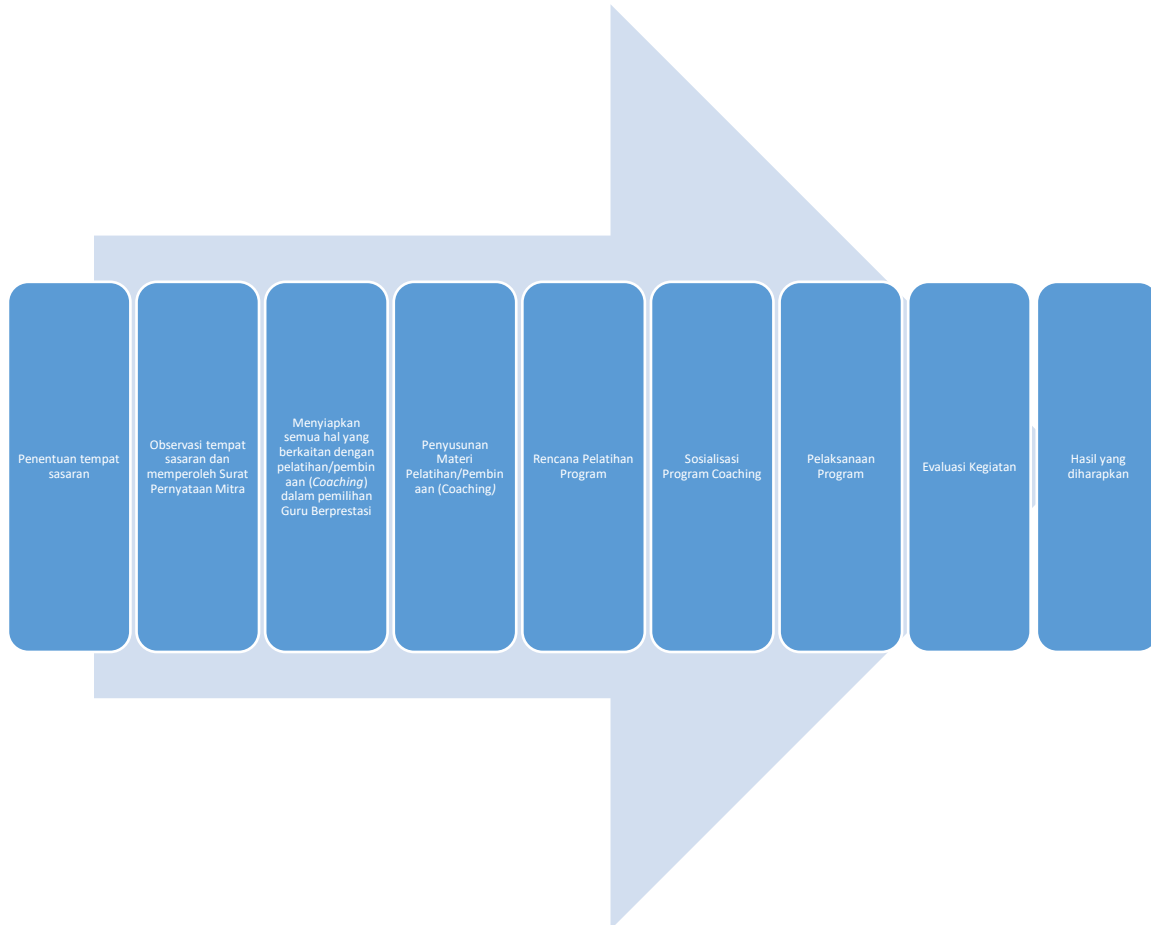 Penentuan tempat
sasaran
Observasi tempat
sasaran dan
memperoleh Surat
Pernyataan Mitra
Menyiapkan
semua hal yang
berkaitan dengan
pelatihan/pembin
aan (Coaching)
dalam pemilihan
Guru Berprestasi
Penyusunan
Materi
Pelatihan/Pembin
aan (Coaching)
Rencana Pelatihan
Program
Sosialisasi
Program Coaching
Pelaksanaan
Program
Evaluasi Kegiatan
Hasil yang
diharapkan